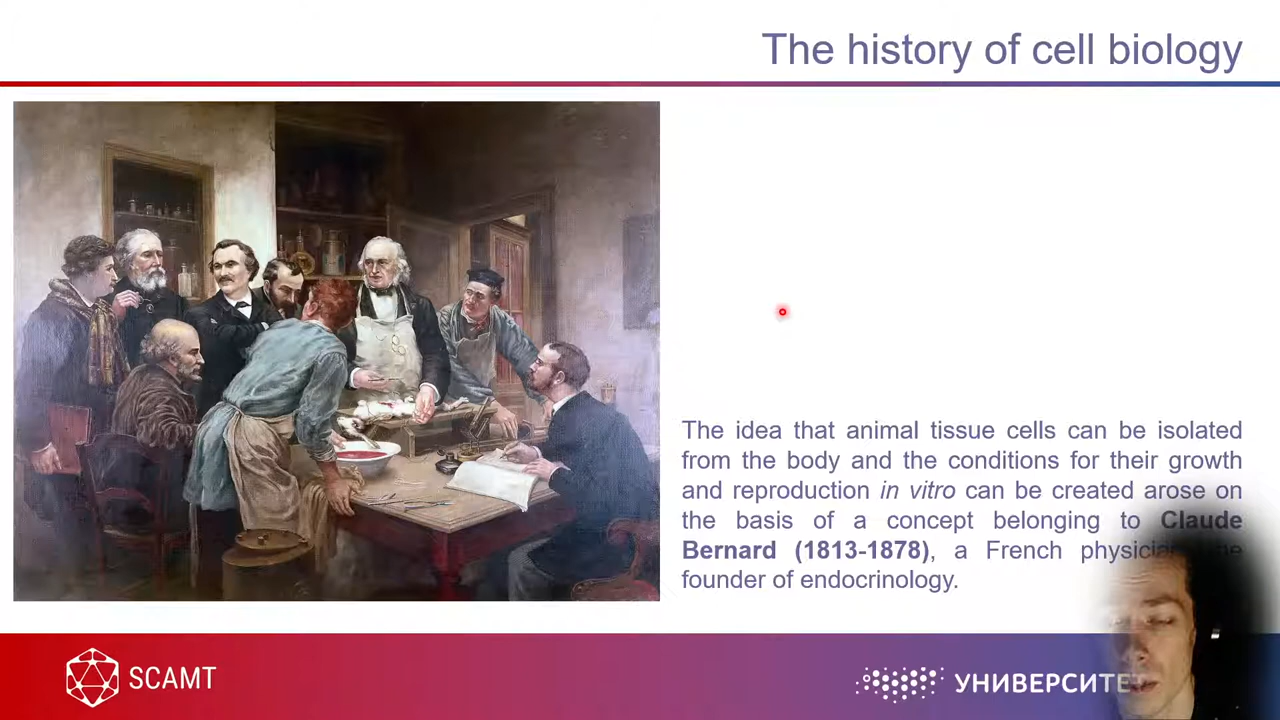 The history of cell biology
The idea that animal tissue cells can be isolated
from the body and the conditions for their growth
and reproduction in vitro can be created arose on
the basis of a concept belonging to Claude
Bernard (1813-1878), a French
founder of endocrinology.
SCAMT
УНИВЕРСИТЕТ